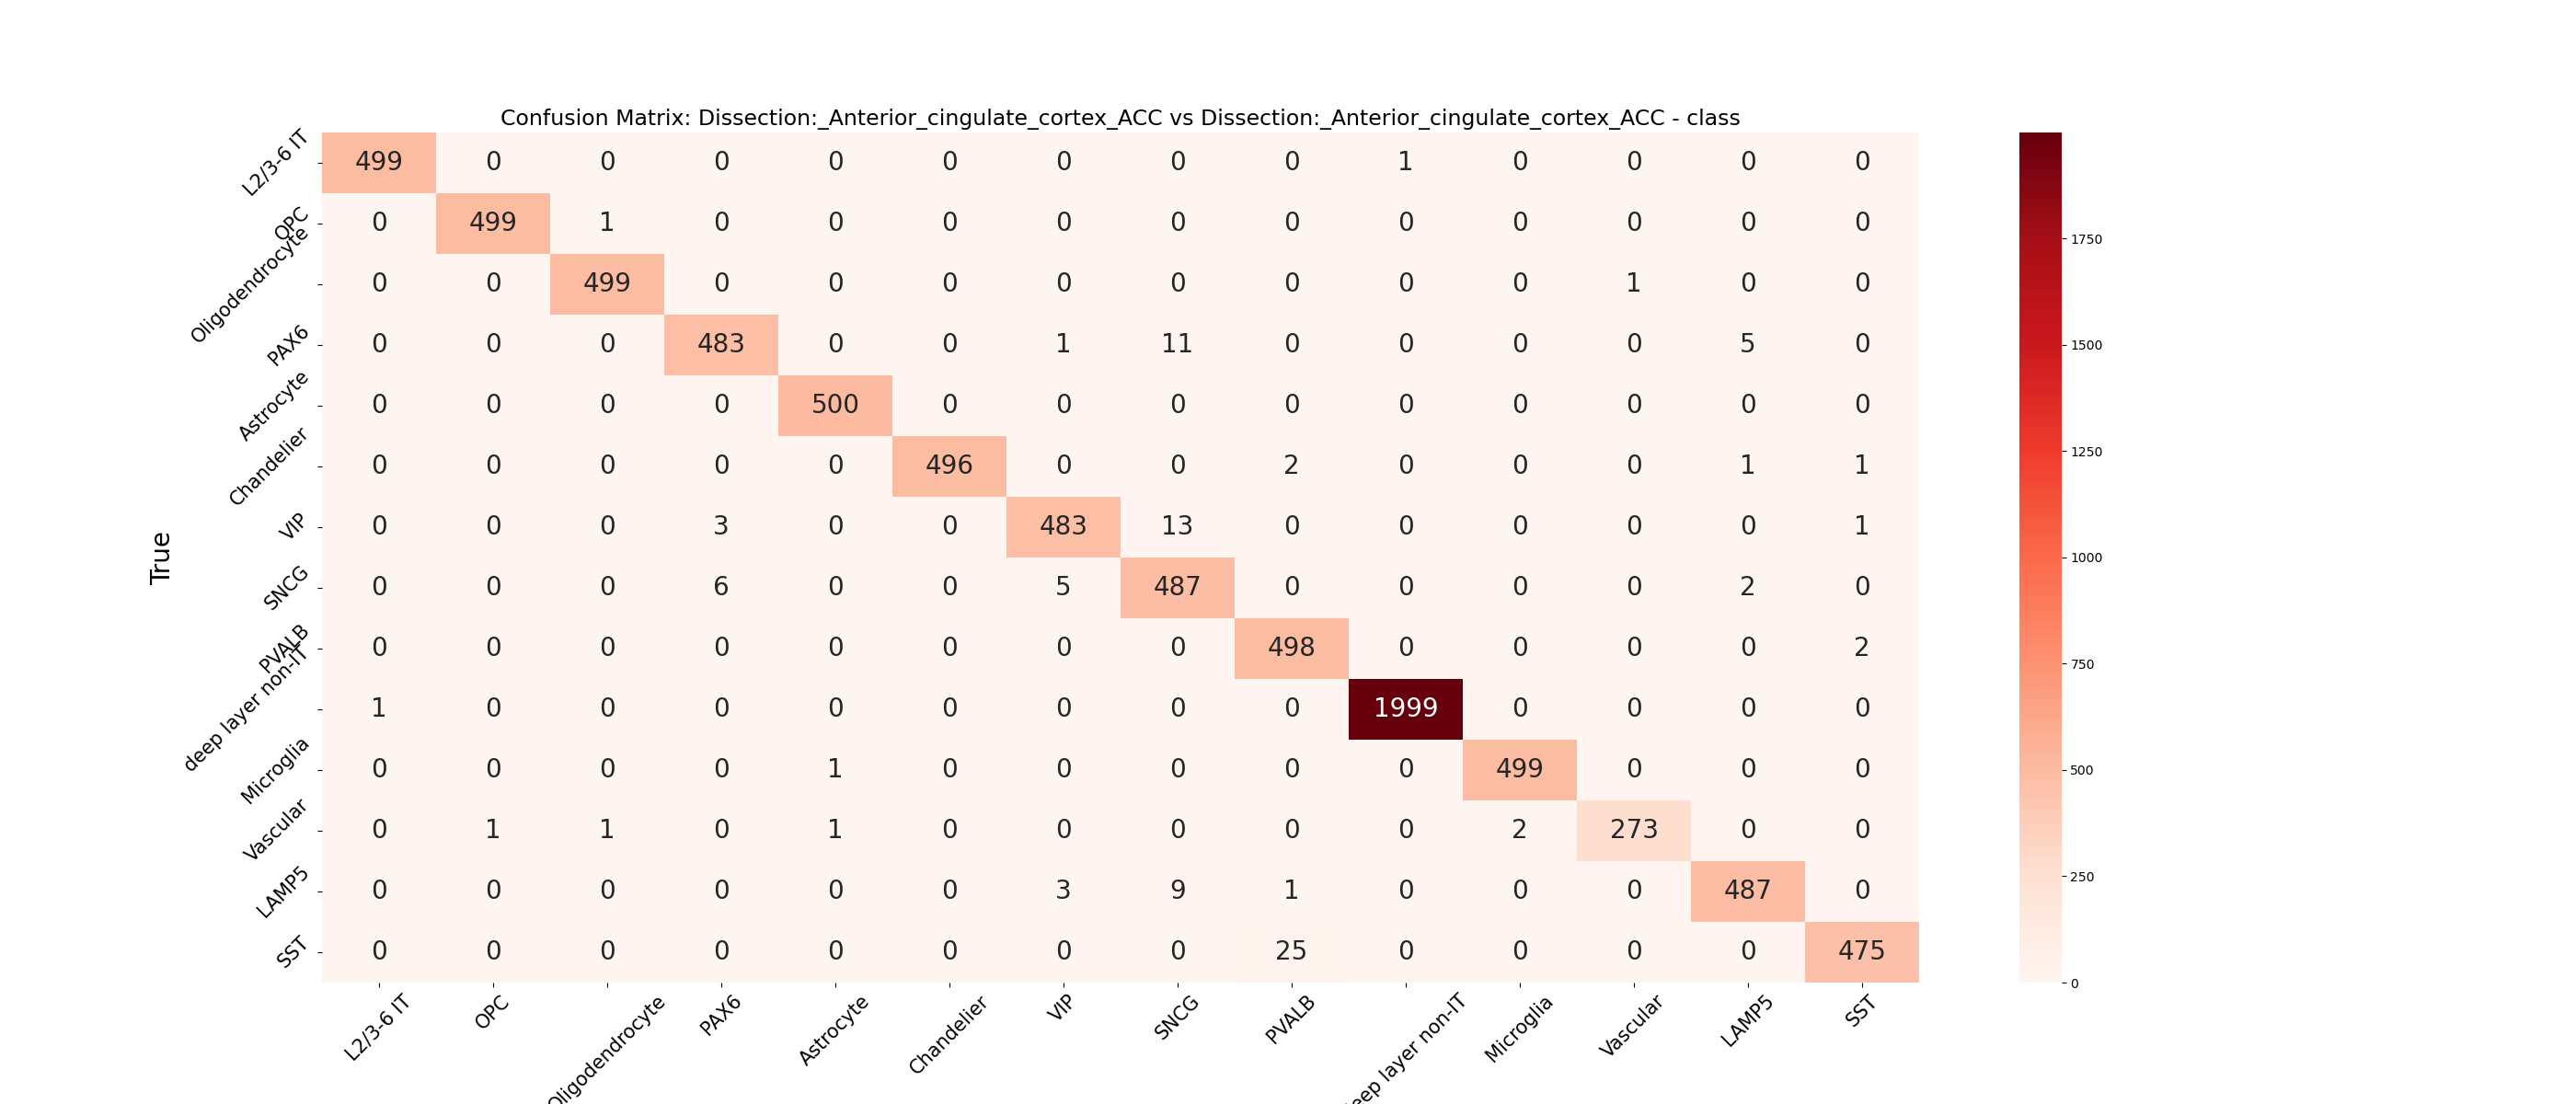 Confusion Matrix: Dissection:_Anterior_cingulate_cortex_ACC vs Dissection:_Anterior_cingulate_cortex_ACC - class
True
L2/3-6 IT 499 0 0 0 0 0 0 0 0 1 0 0 0 0
OPC 0 499 1 0 0 0 0 0 0 0 0 0 0 0
Oligodendrocyte 0 0 499 0 0 0 0 0 0 0 0 1 0 0
PAX6 0 0 0 483 0 0 1 11 0 0 0 0 5 0
Astrocyte 0 0 0 0 500 0 0 0 0 0 0 0 0 0
Chandelier 0 0 0 0 0 496 0 0 2 0 0 0 1 1
VIP 0 0 0 3 0 0 483 13 0 0 0 0 0 1
SNCG 0 0 0 6 0 0 5 487 0 0 0 0 2 0
PVALB 0 0 0 0 0 0 0 0 498 0 0 0 0 2
deep layer non-IT 1 0 0 0 0 0 0 0 0 1999 0 0 0 0
Microglia 0 0 0 0 1 0 0 0 0 0 499 0 0 0
Vascular 0 1 1 0 1 0 0 0 0 0 2 273 0 0
LAMP5 0 0 0 0 0 0 3 9 1 0 0 0 487 0
SST 0 0 0 0 0 0 0 0 25 0 0 0 0 475
L2/3-6 IT OPC Oligodendrocyte PAX6 Astrocyte Chandelier VIP SNCG PVALB eep layer non-IT Microglia Vascular LAMP5 SST
1750
1500
1250
1000
750
500
250
0